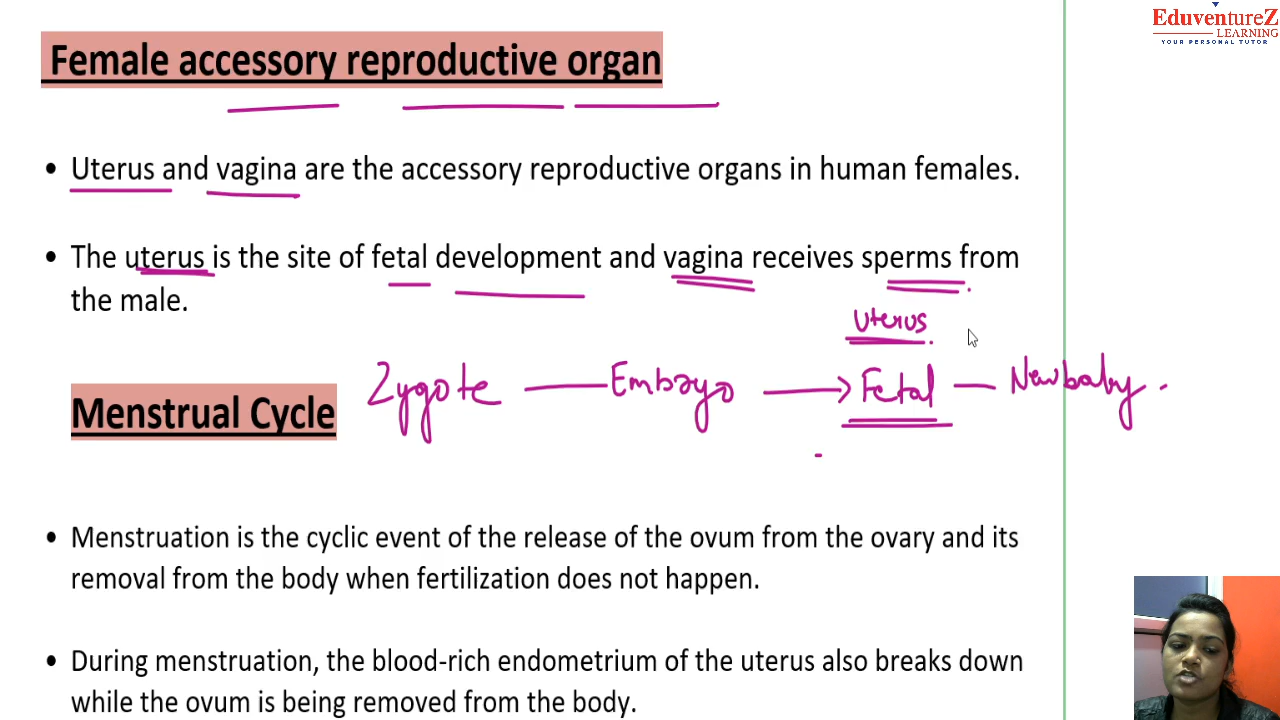 EduventureZ
LEARNING
YOUR PERSONAL TUTOR
Female accessory reproductive organ
• Uterus and vagina are the accessory reproductive organs in human females.
• The uterus is the site of fetal development and vagina receives sperms from
the male.
Uterus
Zygote — Embryo → Fetal — New baby.
Menstrual Cycle
• Menstruation is the cyclic event of the release of the ovum from the ovary and its
removal from the body when fertilization does not happen.
• During menstruation, the blood-rich endometrium of the uterus also breaks down
while the ovum is being removed from the body.